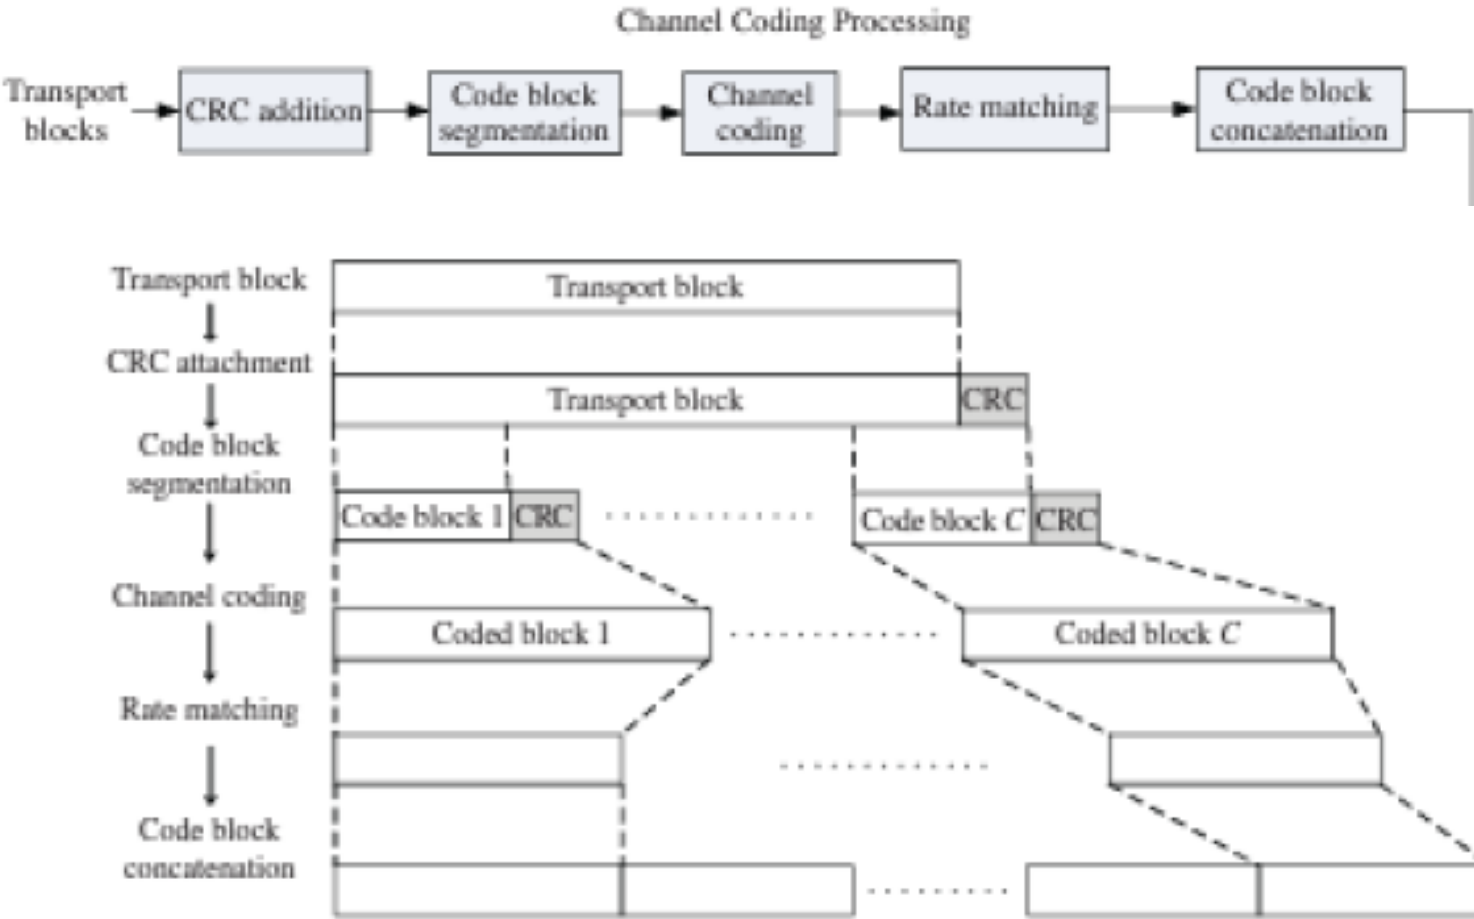 Channel Coding Processing
Transport
blocks
CRC addition
Code block
segmentation
Channel
coding
Rate matching
Code block
concatenation
Transport block
Transport block
CRC attachment
Transport block
CRC
Code block
segmentation
Code block 1
CRC
Code block C
CRC
Channel coding
Coded block 1
Coded block C
Rate matching
Code block
concatenation